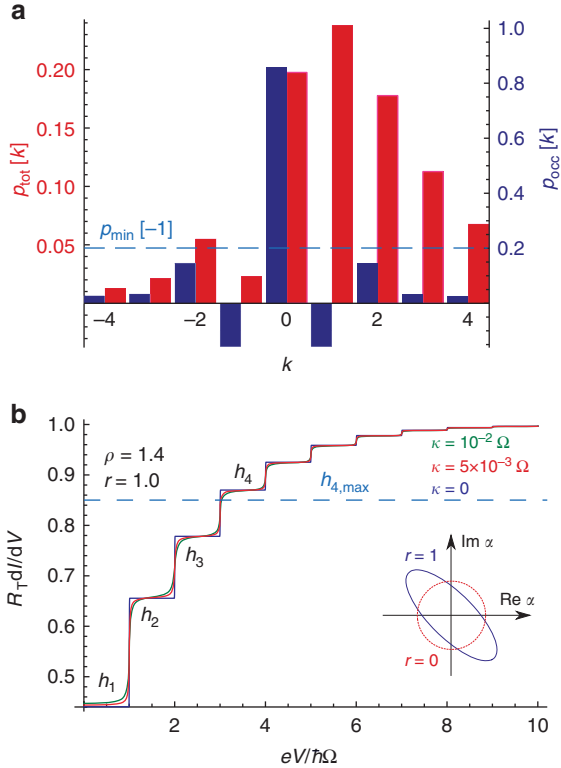 a
p_tot [k]
0.20
0.15
0.10
0.05
p_min [−1]
1.0
0.8
0.6
0.4
0.2
p_occ [k]
−4 −2 0 2 4
k
b
R_T dI/dV
1.0
0.9
0.8
0.7
0.6
0.5
ρ = 1.4
r = 1.0
h_1
h_2
h_3
h_4
h_4,max
κ = 10^−2 Ω
κ = 5×10^−3 Ω
κ = 0
Im α
r = 1
Re α
r = 0
2 4 6 8 10
eV/ħΩ